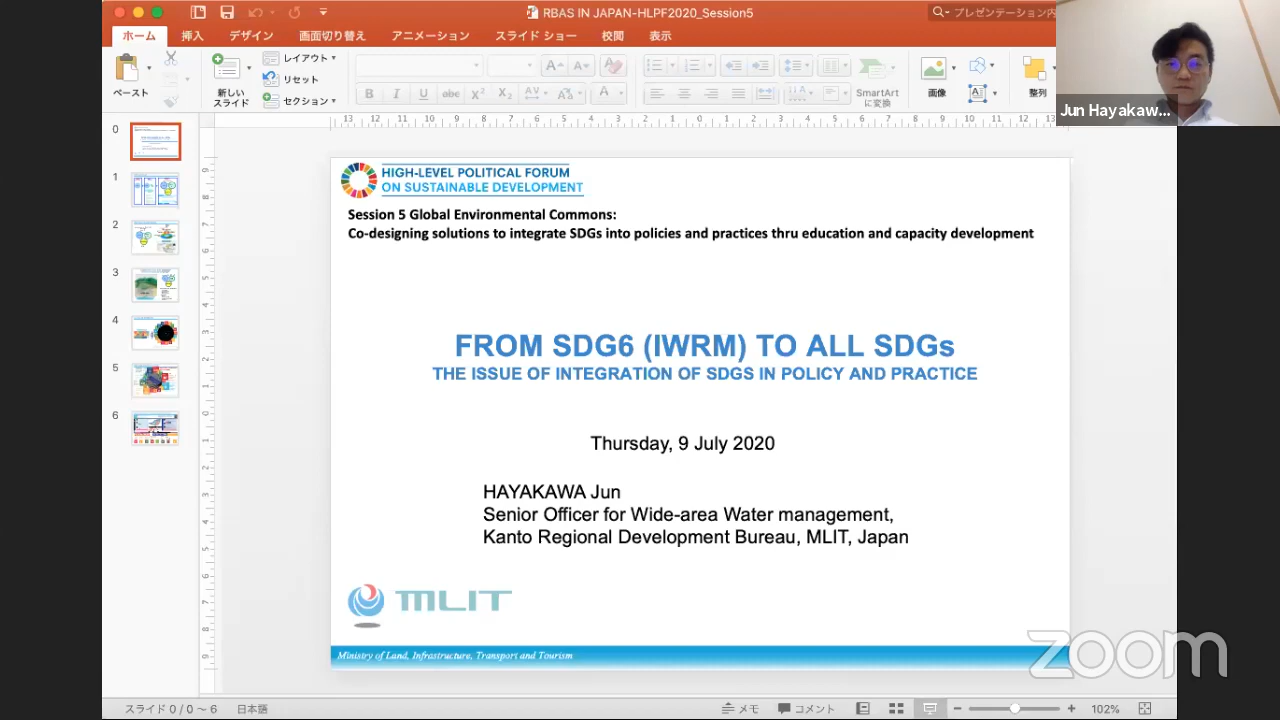 RBAS IN JAPAN-HLPF2020_Session5
プレゼンテーション内
ホーム
挿入
デザイン
画面切り替え
アニメーション
スライド ショー
校閲
表示
ペースト
新しい
スライド
レイアウト
リセット
セクション
SmartArt
に変換
画像
整列
Jun Hayakaw...
0
1
2
3
4
5
6
HIGH-LEVEL POLITICAL FORUM
ON SUSTAINABLE DEVELOPMENT
Session 5 Global Environmental Commons:
Co-designing solutions to integrate SDGs into policies and practices thru education and capacity development
FROM SDG6 (IWRM) TO ALL SDGs
THE ISSUE OF INTEGRATION OF SDGS IN POLICY AND PRACTICE
Thursday, 9 July 2020
HAYAKAWA Jun
Senior Officer for Wide-area Water management,
Kanto Regional Development Bureau, MLIT, Japan
MLIT
Ministry of Land, Infrastructure, Transport and Tourism
zoom
スライド 0 / 0 ～ 6
日本語
メモ
コメント
102%